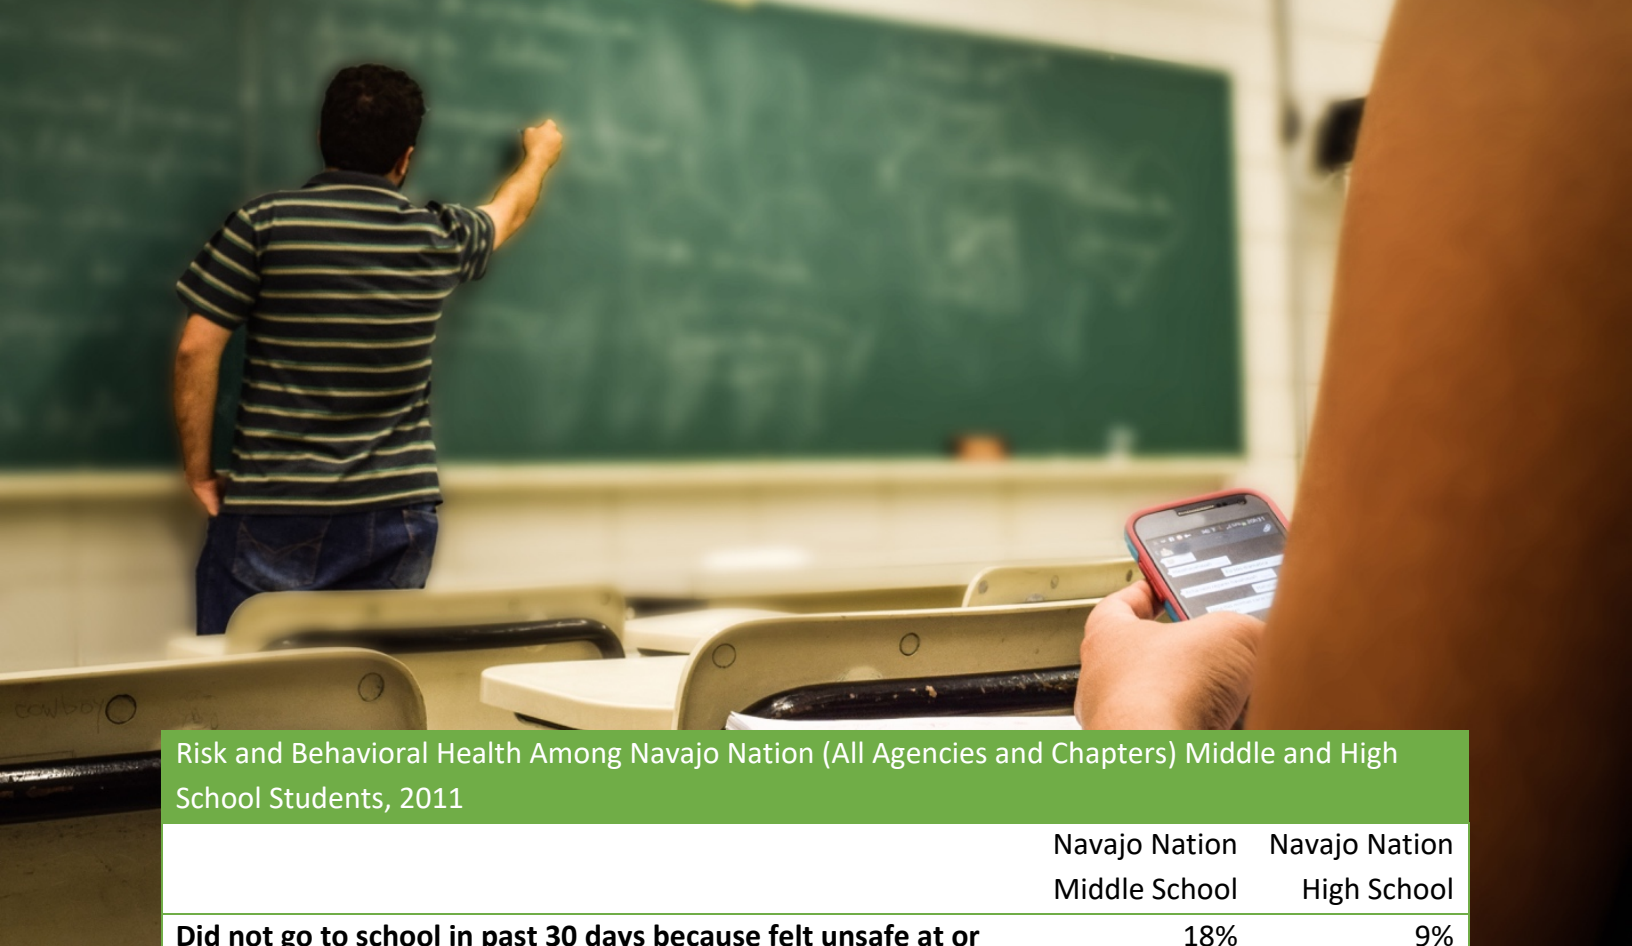 cowboy
Risk and Behavioral Health Among Navajo Nation (All Agencies and Chapters) Middle and High
School Students, 2011
Navajo Nation Navajo Nation
Middle School High School
Did not go to school in past 30 days because felt unsafe at or 18% 9%